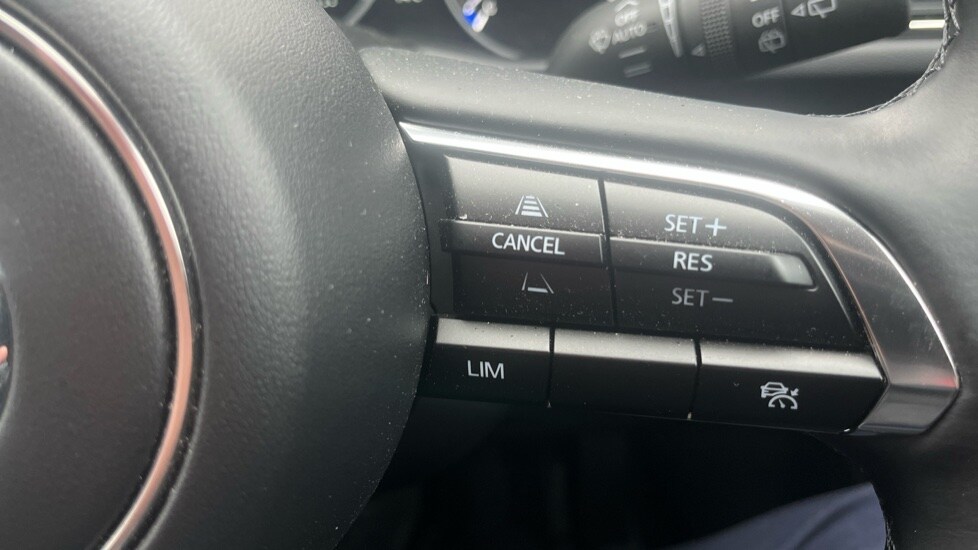 OFF
AUTO
OFF
SET+
CANCEL
RES
SET−
LIM